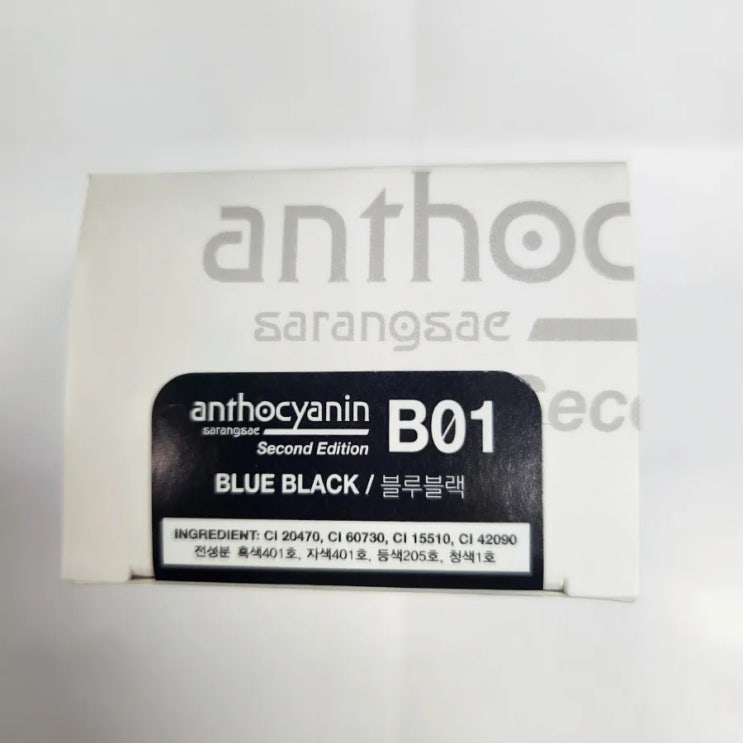 anthoc
sarangsae
Seco
anthocyanin
sarangsae
Second Edition
B01
BLUE BLACK / 블루블랙
INGREDIENT: CI 20470, CI 60730, CI 15510, CI 42090
전성분 흑색401호, 자색401호, 등색205호, 청색1호